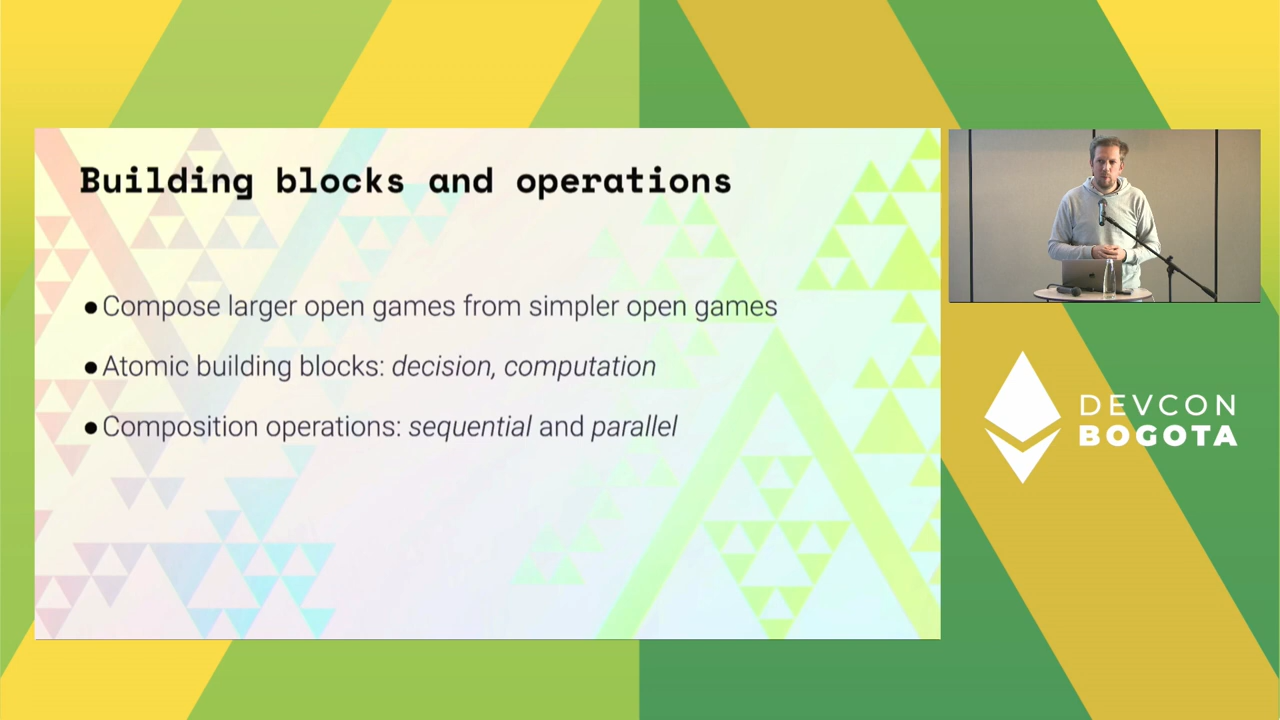 Building blocks and operations
●Compose larger open games from simpler open games
●Atomic building blocks: decision, computation
●Composition operations: sequential and parallel
DEVCON
BOGOTA